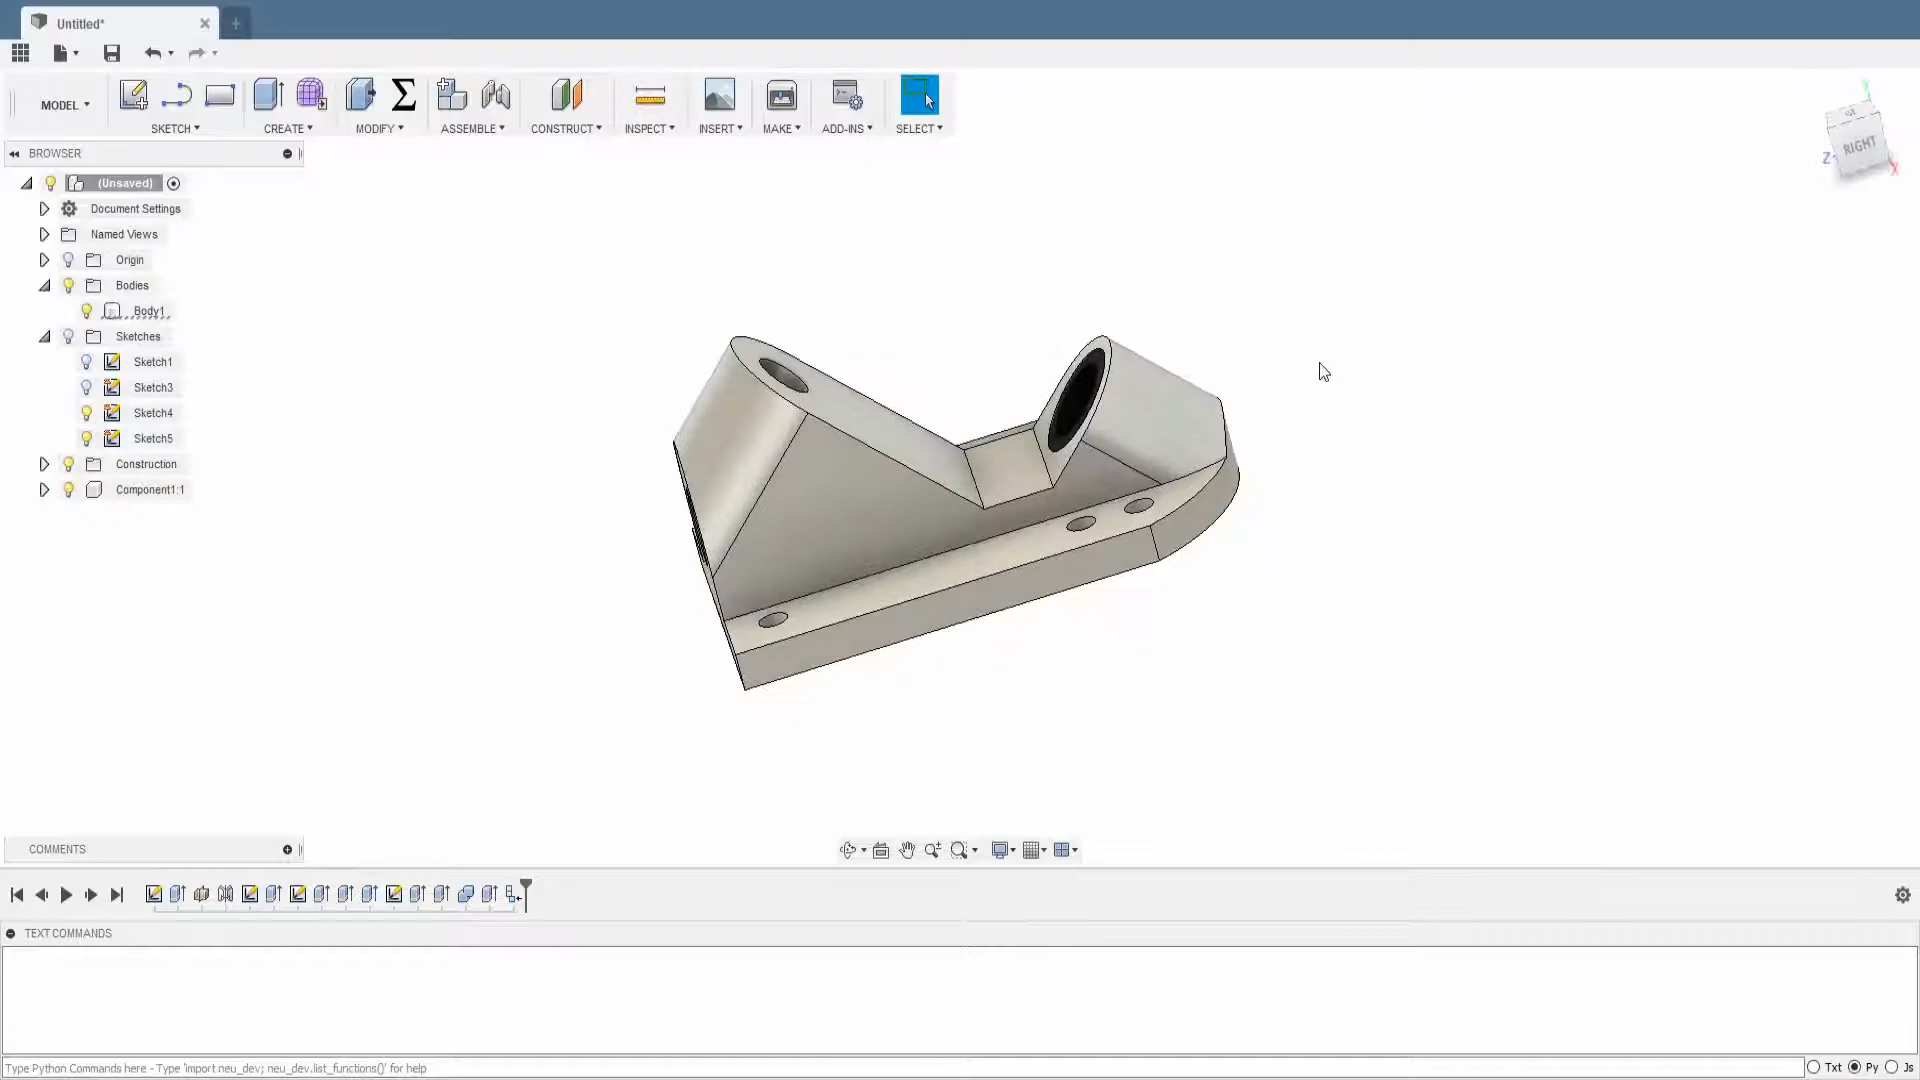 Untitled*
MODEL
SKETCH
CREATE
MODIFY
ASSEMBLE
CONSTRUCT
INSPECT
INSERT
MAKE
ADD-INS
SELECT
RIGHT
Z
X
BROWSER
(Unsaved)
Document Settings
Named Views
Origin
Bodies
Body1
Sketches
Sketch1
Sketch3
Sketch4
Sketch5
Construction
Component1:1
COMMENTS
TEXT COMMANDS
Type Python Commands here - Type 'import neu_dev; neu_dev.list_functions()' for help
Txt Py Js